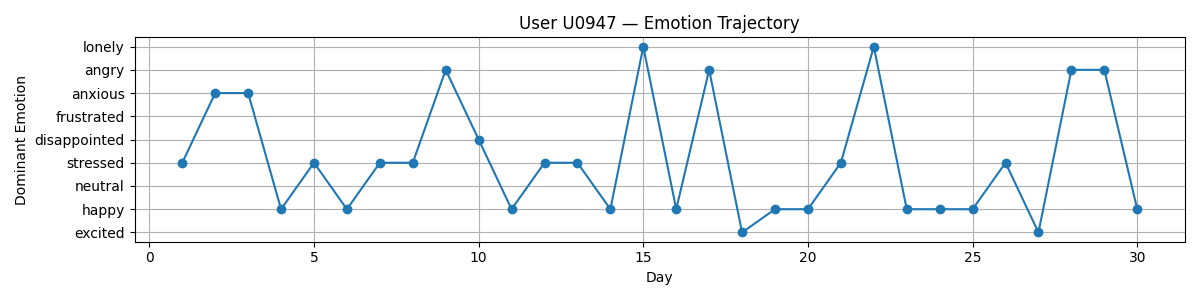 User U0947 — Emotion Trajectory
Dominant Emotion
lonely
angry
anxious
frustrated
disappointed
stressed
neutral
happy
excited
0 5 10 15 20 25 30
Day